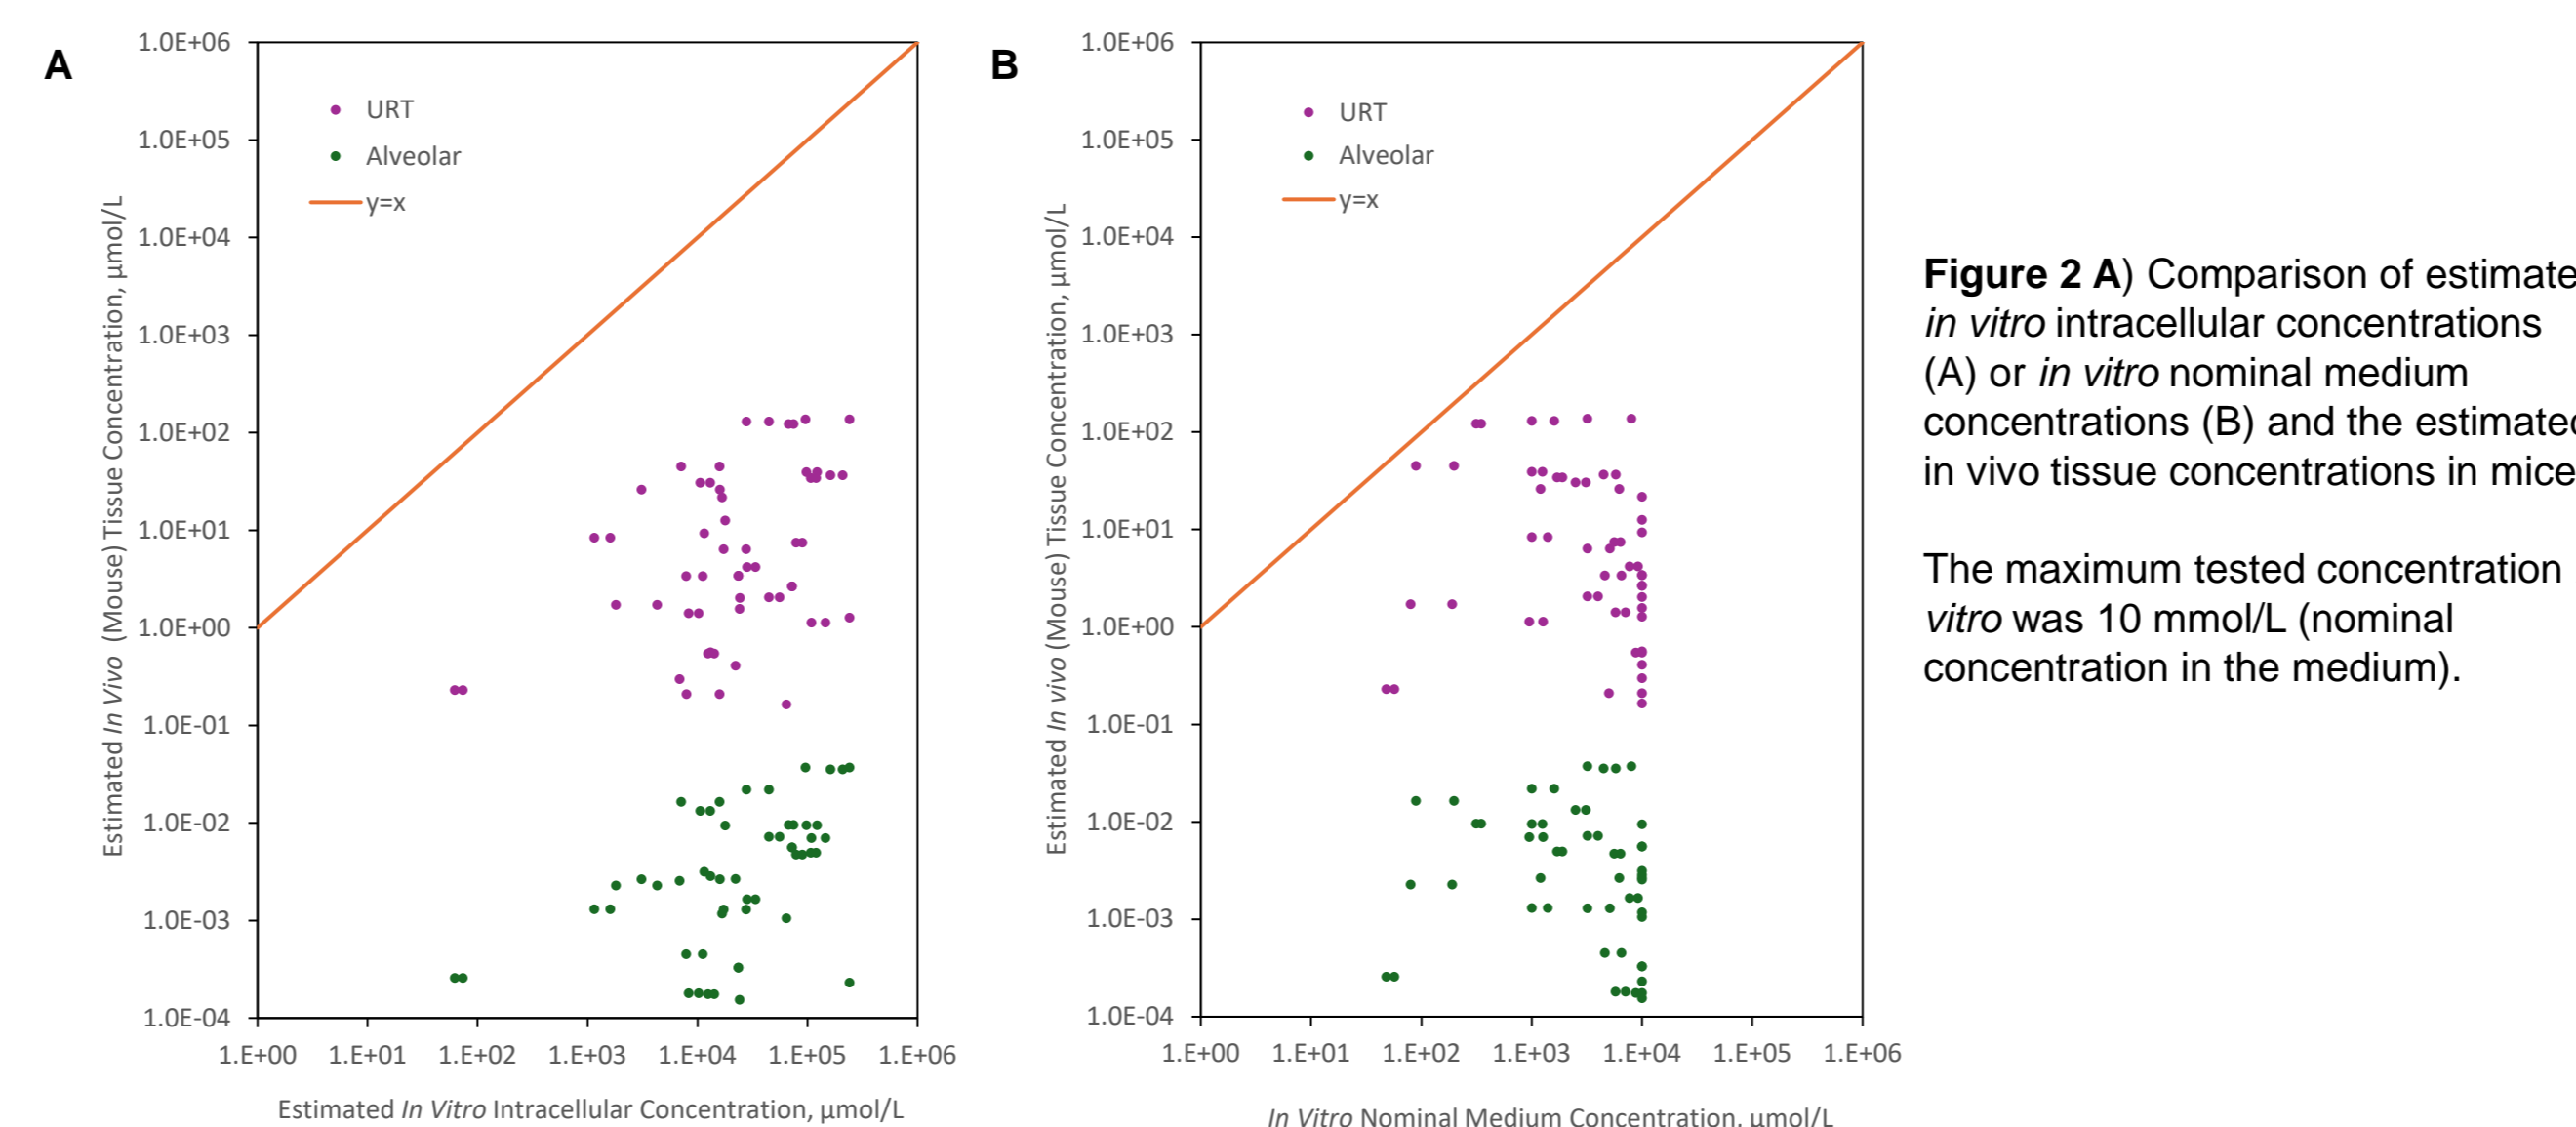 A
1.0E+06
1.0E+05
1.0E+04
1.0E+03
1.0E+02
1.0E+01
1.0E+00
1.0E-01
1.0E-02
1.0E-03
1.0E-04
Estimated In Vivo (Mouse) Tissue Concentration, µmol/L
URT
Alveolar
y=x
1.E+00 1.E+01 1.E+02 1.E+03 1.E+04 1.E+05 1.E+06
Estimated In Vitro Intracellular Concentration, µmol/L
B
1.0E+06
1.0E+05
1.0E+04
1.0E+03
1.0E+02
1.0E+01
1.0E+00
1.0E-01
1.0E-02
1.0E-03
1.0E-04
Estimated In vivo (Mouse) Tissue Concentration, µmol/L
URT
Alveolar
y=x
1.E+00 1.E+01 1.E+02 1.E+03 1.E+04 1.E+05 1.E+06
In Vitro Nominal Medium Concentration, µmol/L
Figure 2 A) Comparison of estimate
in vitro intracellular concentrations
(A) or in vitro nominal medium
concentrations (B) and the estimated
in vivo tissue concentrations in mice
The maximum tested concentration
vitro was 10 mmol/L (nominal
concentration in the medium).